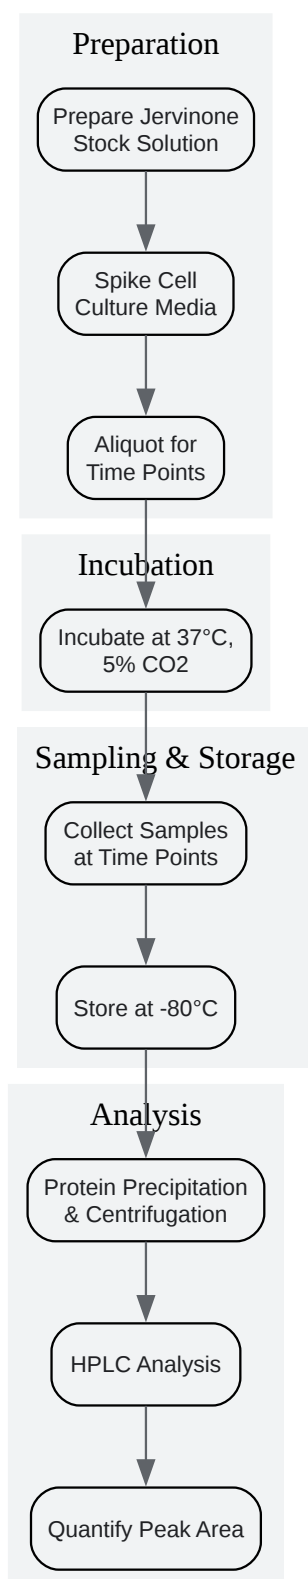 Preparation
Prepare Jervinone
Stock Solution
Spike Cell
Culture Media
Aliquot for
Time Points
Incubation
Incubate at 37°C,
5% CO2
Sampling & Storage
Collect Samples
at Time Points
Store at -80°C
Analysis
Protein Precipitation
& Centrifugation
HPLC Analysis
Quantify Peak Area